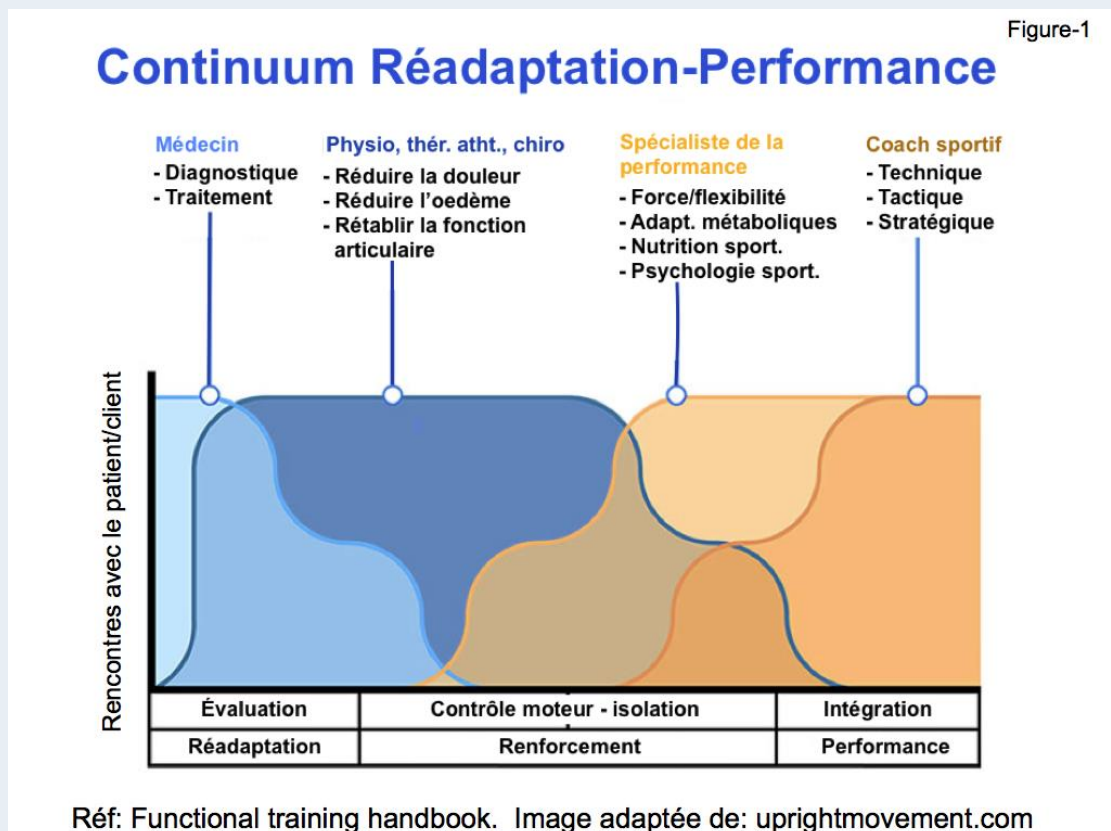 Figure-1
Continuum Réadaptation-Performance
Médecin
- Diagnostique
- Traitement
Physio, thér. atht., chiro
- Réduire la douleur
- Réduire l'oedème
- Rétablir la fonction
articulaire
Spécialiste de la
performance
- Force/flexibilité
- Adapt. métaboliques
- Nutrition sport.
- Psychologie sport.
Coach sportif
- Technique
- Tactique
- Stratégique
Rencontres avec le patient/client
Évaluation
Contrôle moteur - isolation
Intégration
Réadaptation
Renforcement
Performance
Réf: Functional training handbook.  Image adaptée de: uprightmovement.com